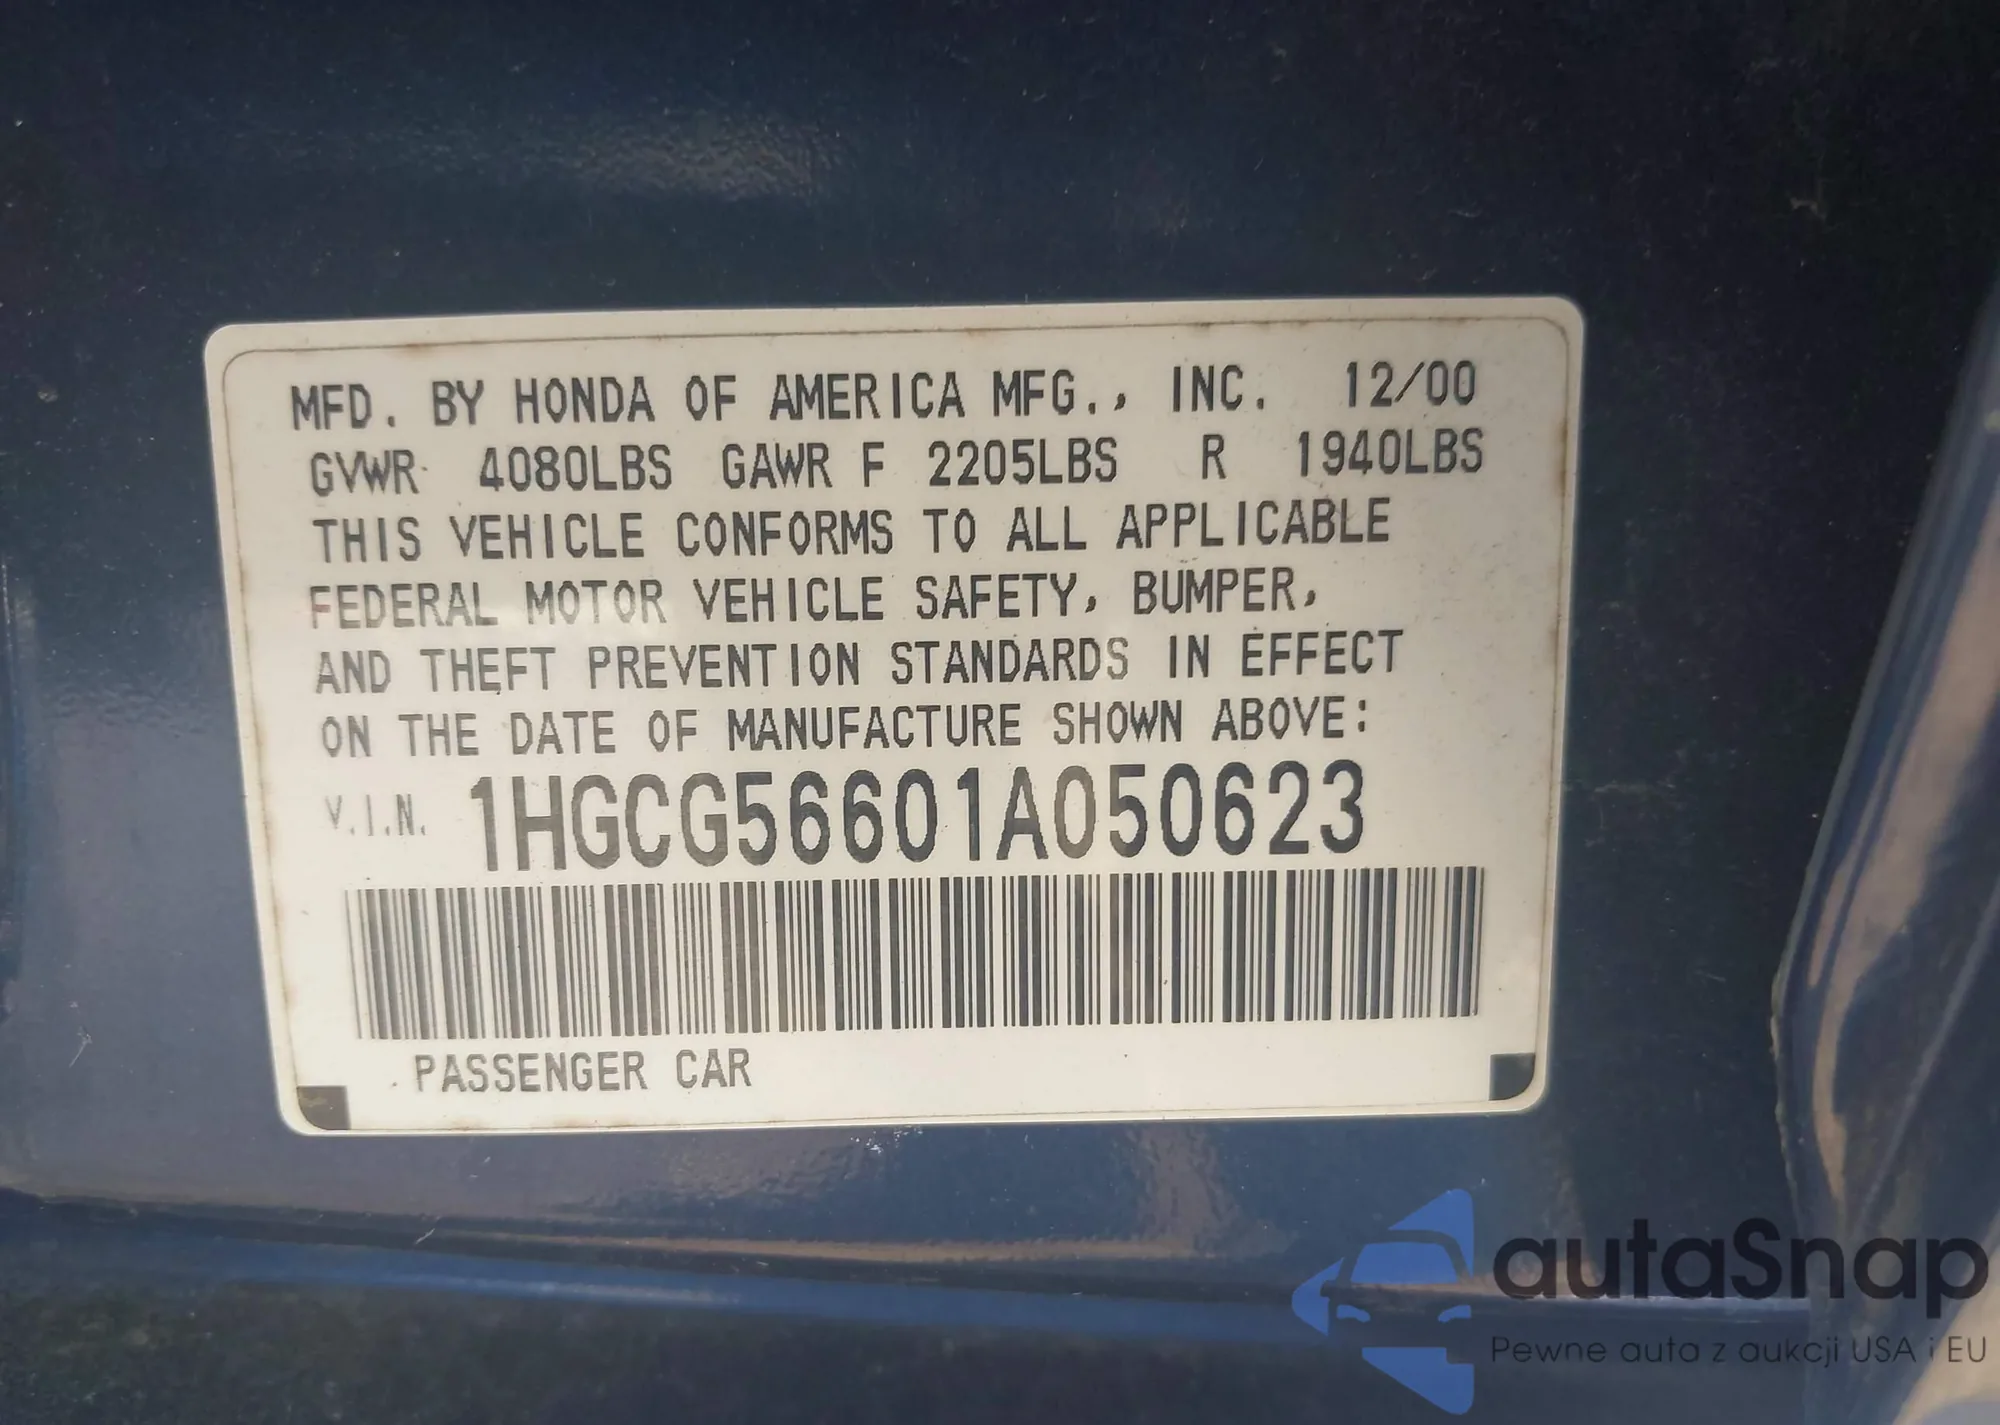 MFD. BY HONDA OF AMERICA MFG., INC. 12/00
GVWR 4080LBS GAWR F 2205LBS R 1940LBS
THIS VEHICLE CONFORMS TO ALL APPLICABLE
FEDERAL MOTOR VEHICLE SAFETY, BUMPER,
AND THEFT PREVENTION STANDARDS IN EFFECT
ON THE DATE OF MANUFACTURE SHOWN ABOVE:
V.I.N. 1HGCG56601A050623
PASSENGER CAR
autaSnap
Pewne auta z aukcji USA i EU